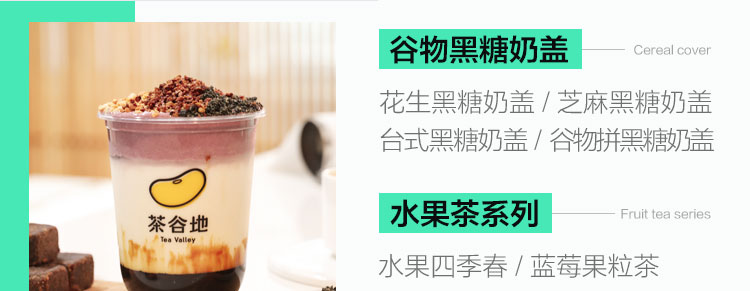 谷物黑糖奶盖
Cereal cover
花生黑糖奶盖 / 芝麻黑糖奶盖
台式黑糖奶盖 / 谷物拼黑糖奶盖
茶谷地
Tea Valley
水果茶系列
Fruit tea series
水果四季春 / 蓝莓果粒茶